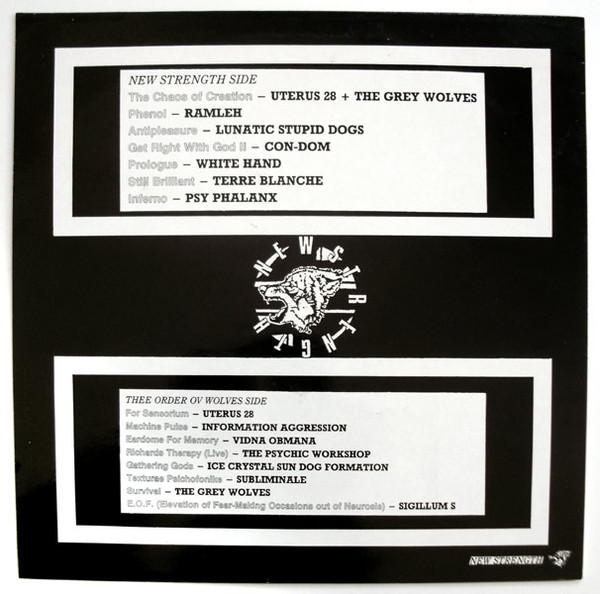 NEW STRENGTH SIDE
The Chaos of Creation – UTERUS 28 + THE GREY WOLVES
Phenol – RAMLEH
Antipleasure – LUNATIC STUPID DOGS
Get Right With God II – CON-DOM
Prologue – WHITE HAND
Still Brilliant – TERRE BLANCHE
Inferno – PSY PHALANX
NEW STRENGTH
THEE ORDER OV WOLVES SIDE
For Sensorium – UTERUS 28
Machine Pulse – INFORMATION AGGRESSION
Eardome For Memory – VIDNA OBMANA
Richards Therapy (Live) – THE PSYCHIC WORKSHOP
Gathering Gods – ICE CRYSTAL SUN DOG FORMATION
Texturae Psichofonike – SUBLIMINALE
Survival – THE GREY WOLVES
E.O.F. (Elevation of Fear-Making Occasions out of Neurosis) – SIGILLUM S
NEW STRENGTH